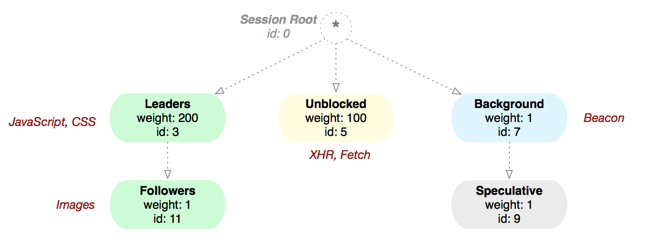 Session Root
id: 0
*
Leaders
weight: 200
id: 3
JavaScript, CSS
Unblocked
weight: 100
id: 5
XHR, Fetch
Background
weight: 1
id: 7
Beacon
Followers
weight: 1
id: 11
Images
Speculative
weight: 1
id: 9